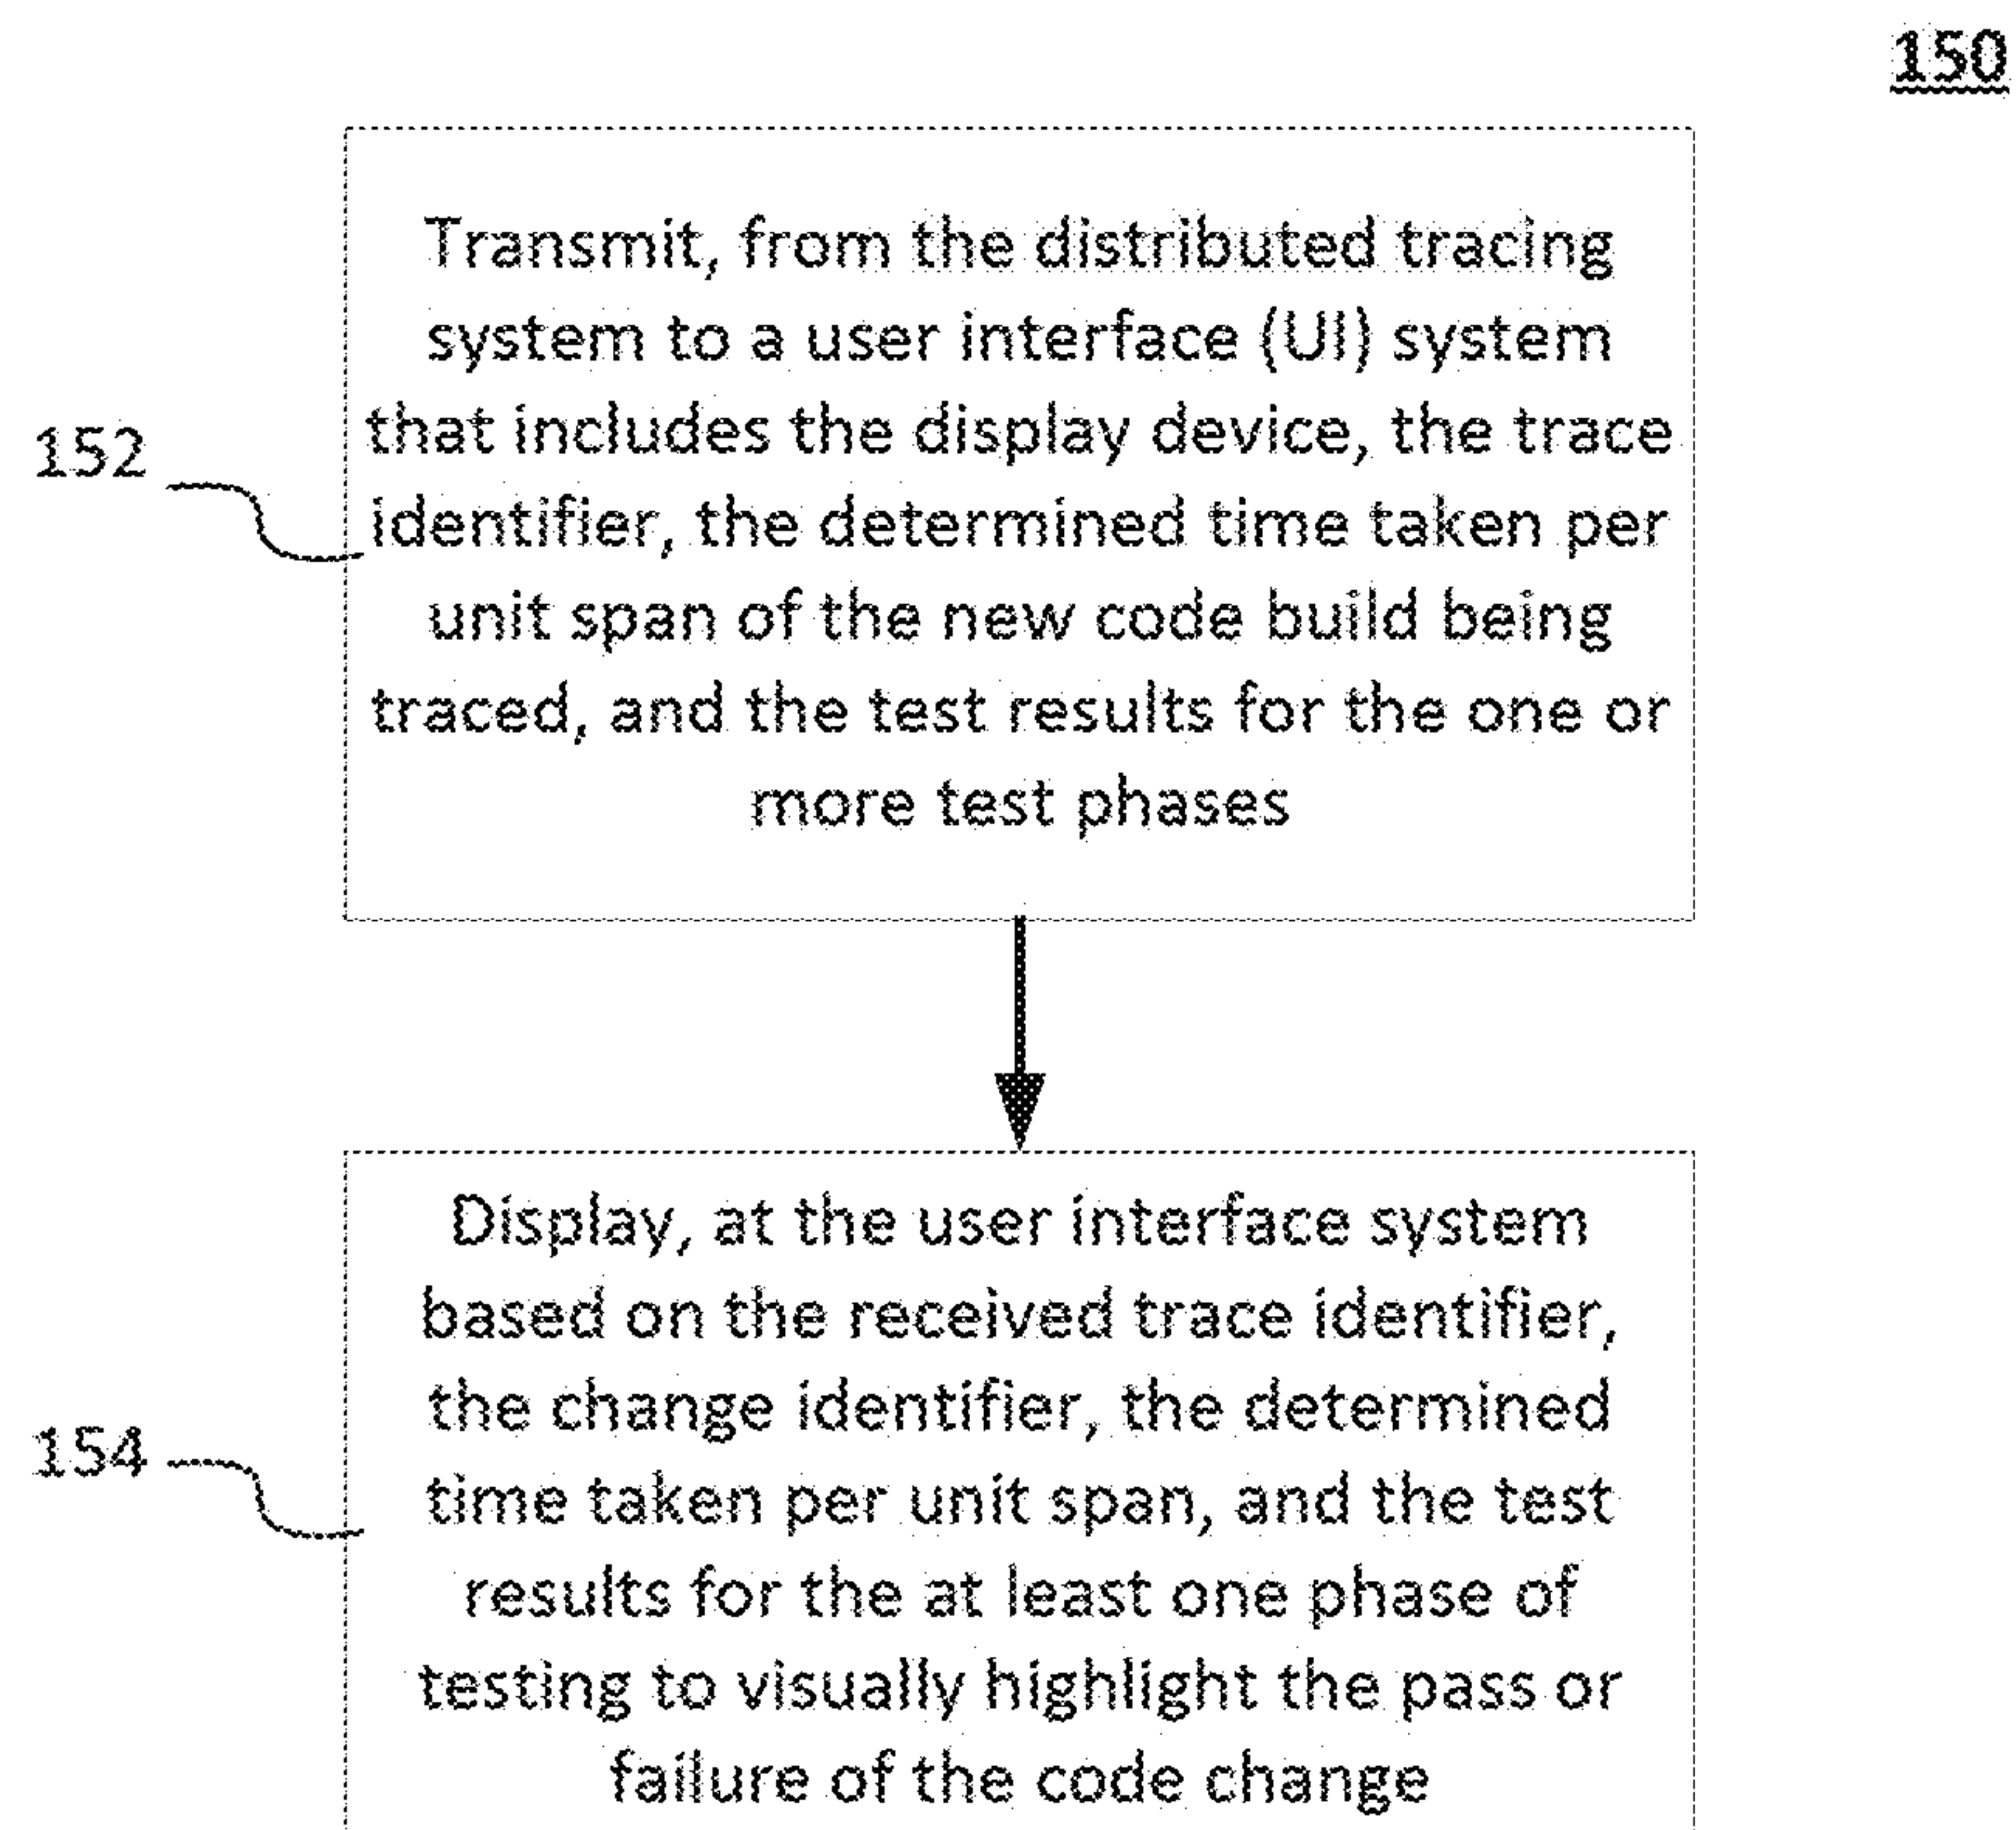 150
Transmit, from the distributed tracing
system to a user interface (UI) system
that includes the display device, the trace
identifier, the determined time taken per
unit span of the new code build being
traced, and the test results for the one or
more test phases
152
Display, at the user interface system
based on the received trace identifier,
the change identifier, the determined
time taken per unit span, and the test
results for the at least one phase of
testing to visually highlight the pass or
failure of the code change
154